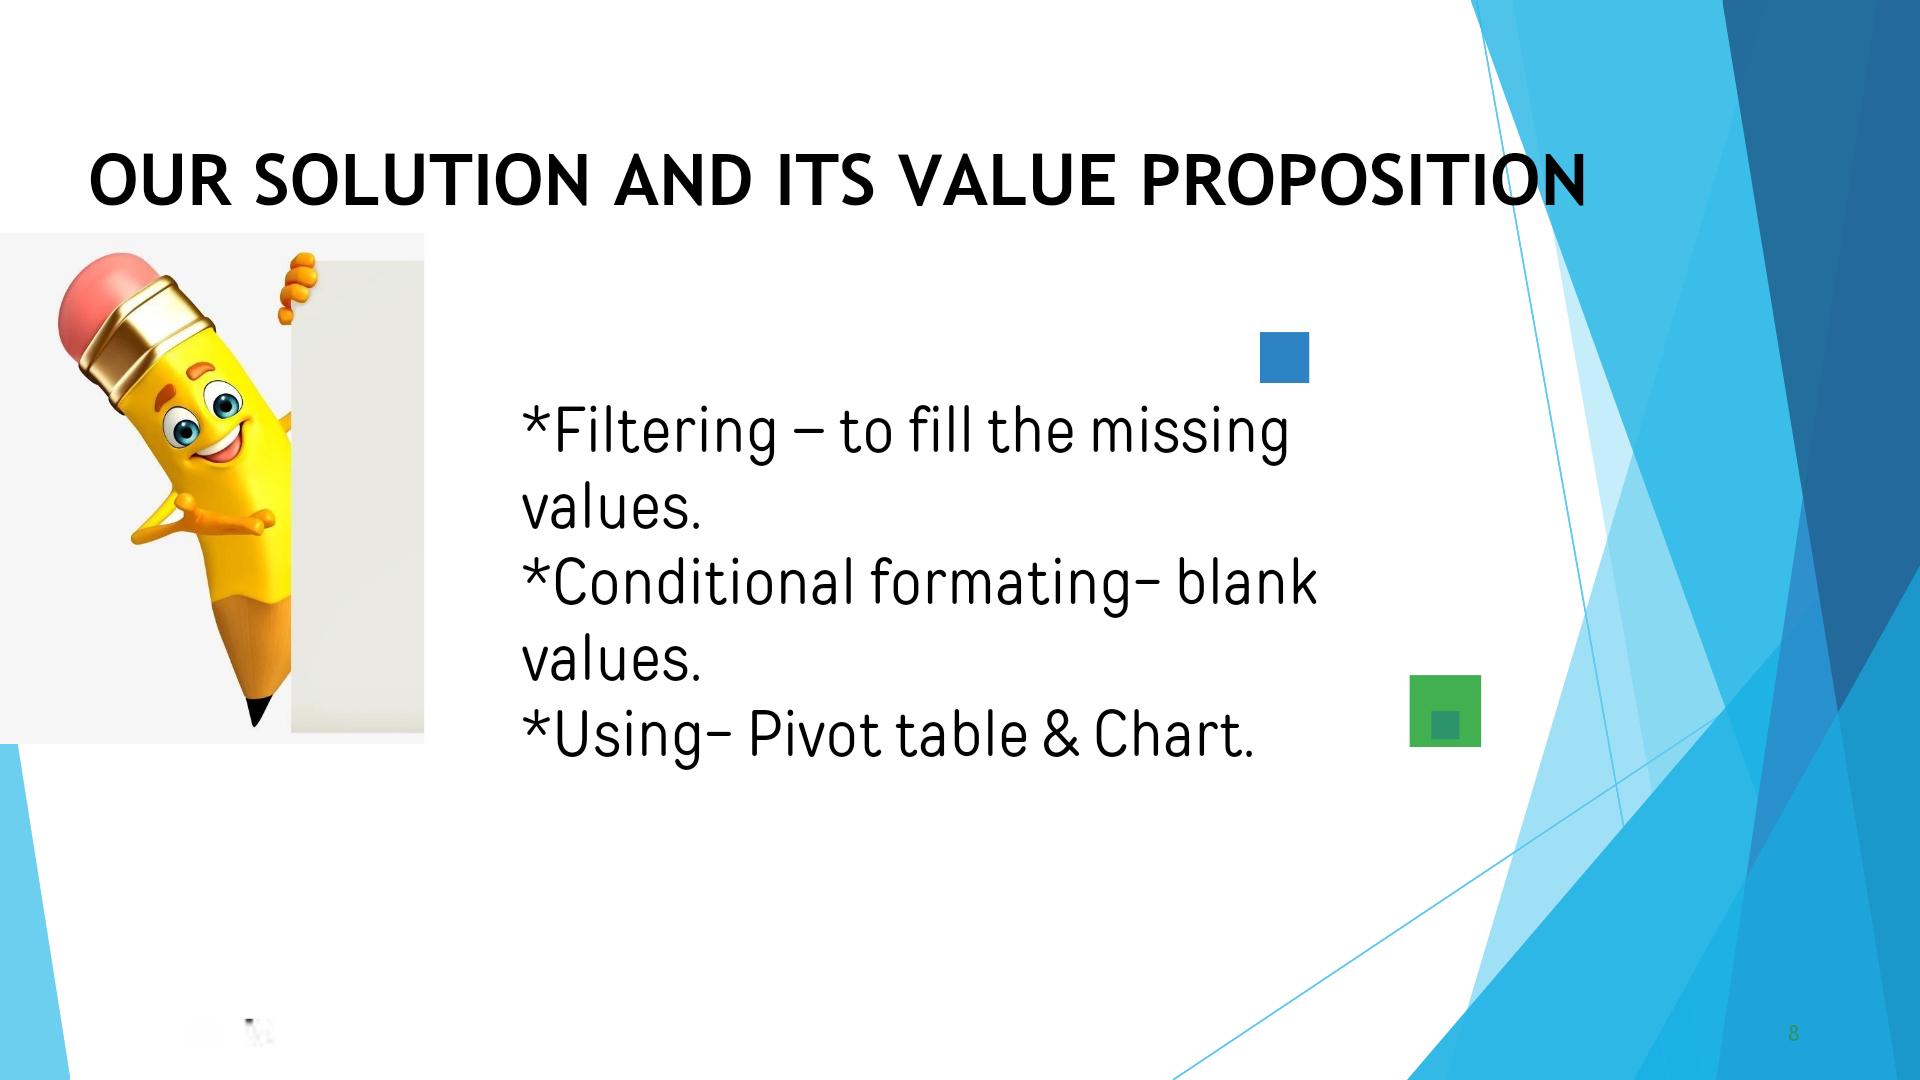 OUR SOLUTION AND ITS VALUE PROPOSITION
*Filtering – to fill the missing
values.
*Conditional formating- blank
values.
*Using- Pivot table & Chart.
8